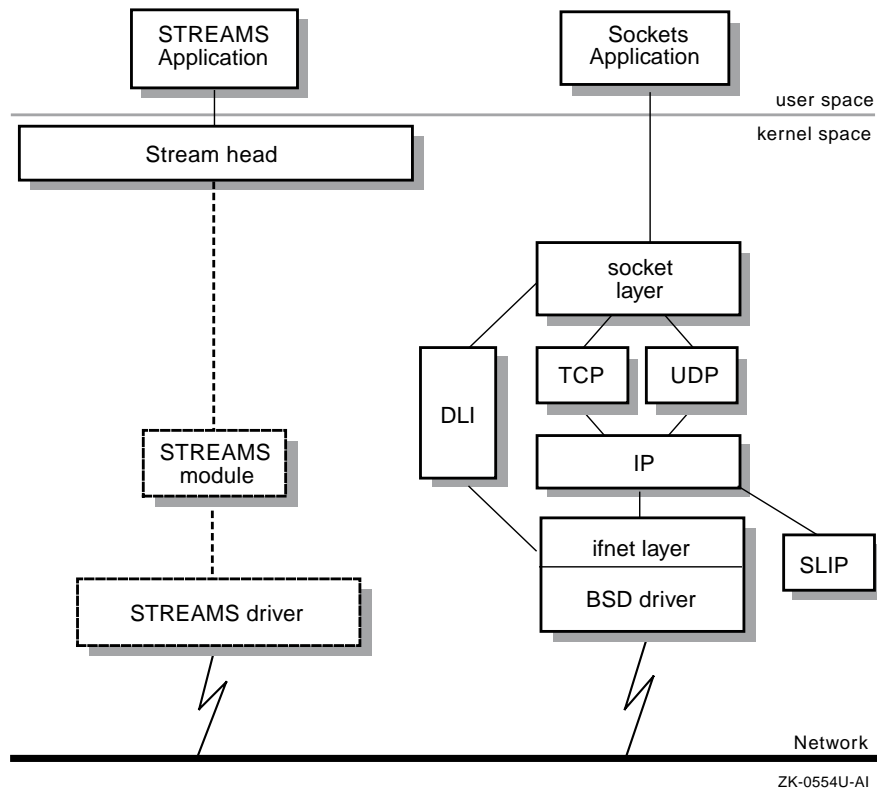 STREAMS
Application
Sockets
Application
user space
kernel space
Stream head
socket
layer
DLI
TCP
UDP
STREAMS
module
IP
ifnet layer
SLIP
STREAMS driver
BSD driver
Network
ZK-0554U-AI